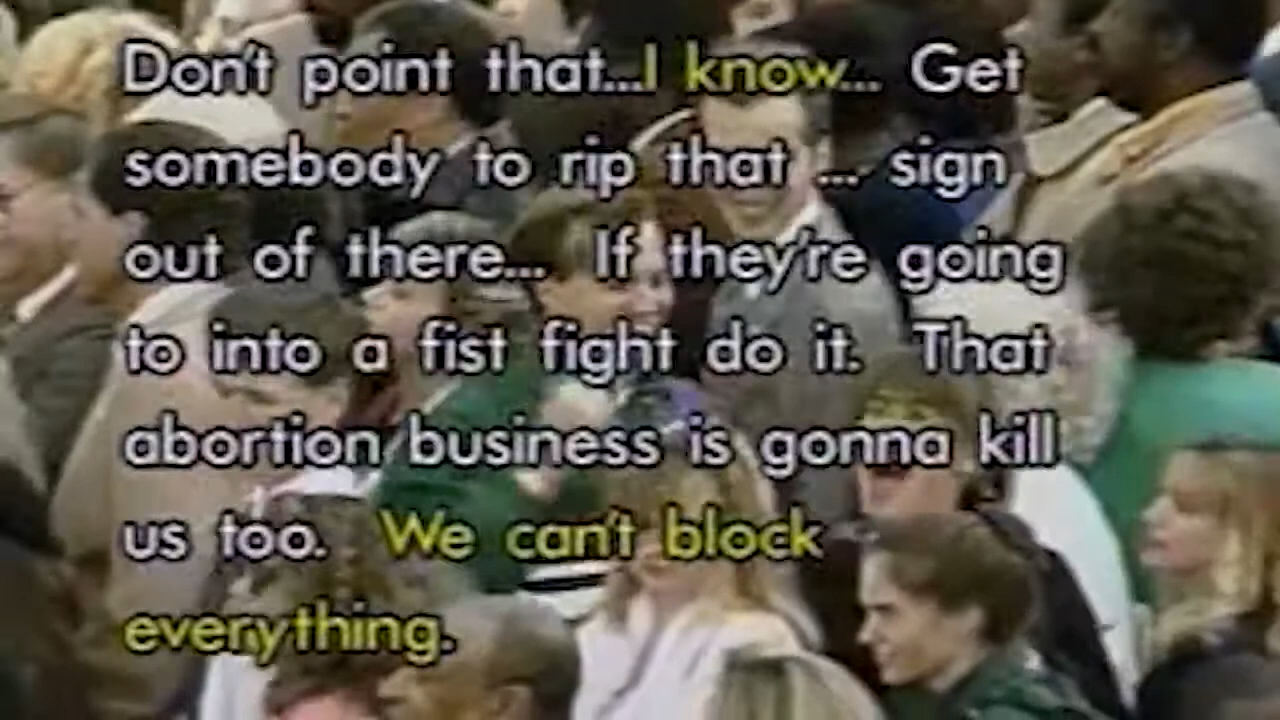 Don't point that...I know... Get
somebody to rip that ... sign
out of there... If they're going
to into a fist fight do it. That
abortion business is gonna kill
us too. We can't block
everything.